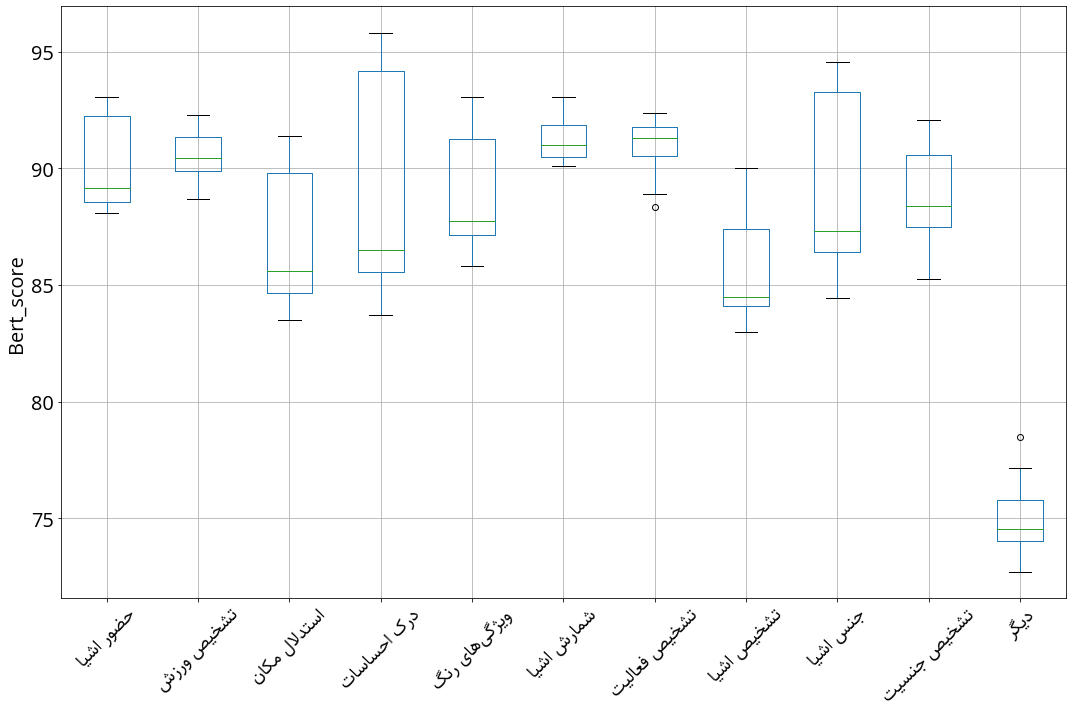 Bert_score
95
90
85
80
75
حضور اشیا
تشخیص ورزش
استدلال مکان
درک احساسات
ویژگی‌های رنگ
شمارش اشیا
تشخیص فعالیت
تشخیص اشیا
جنس اشیا
تشخیص جنسیت
دیگر